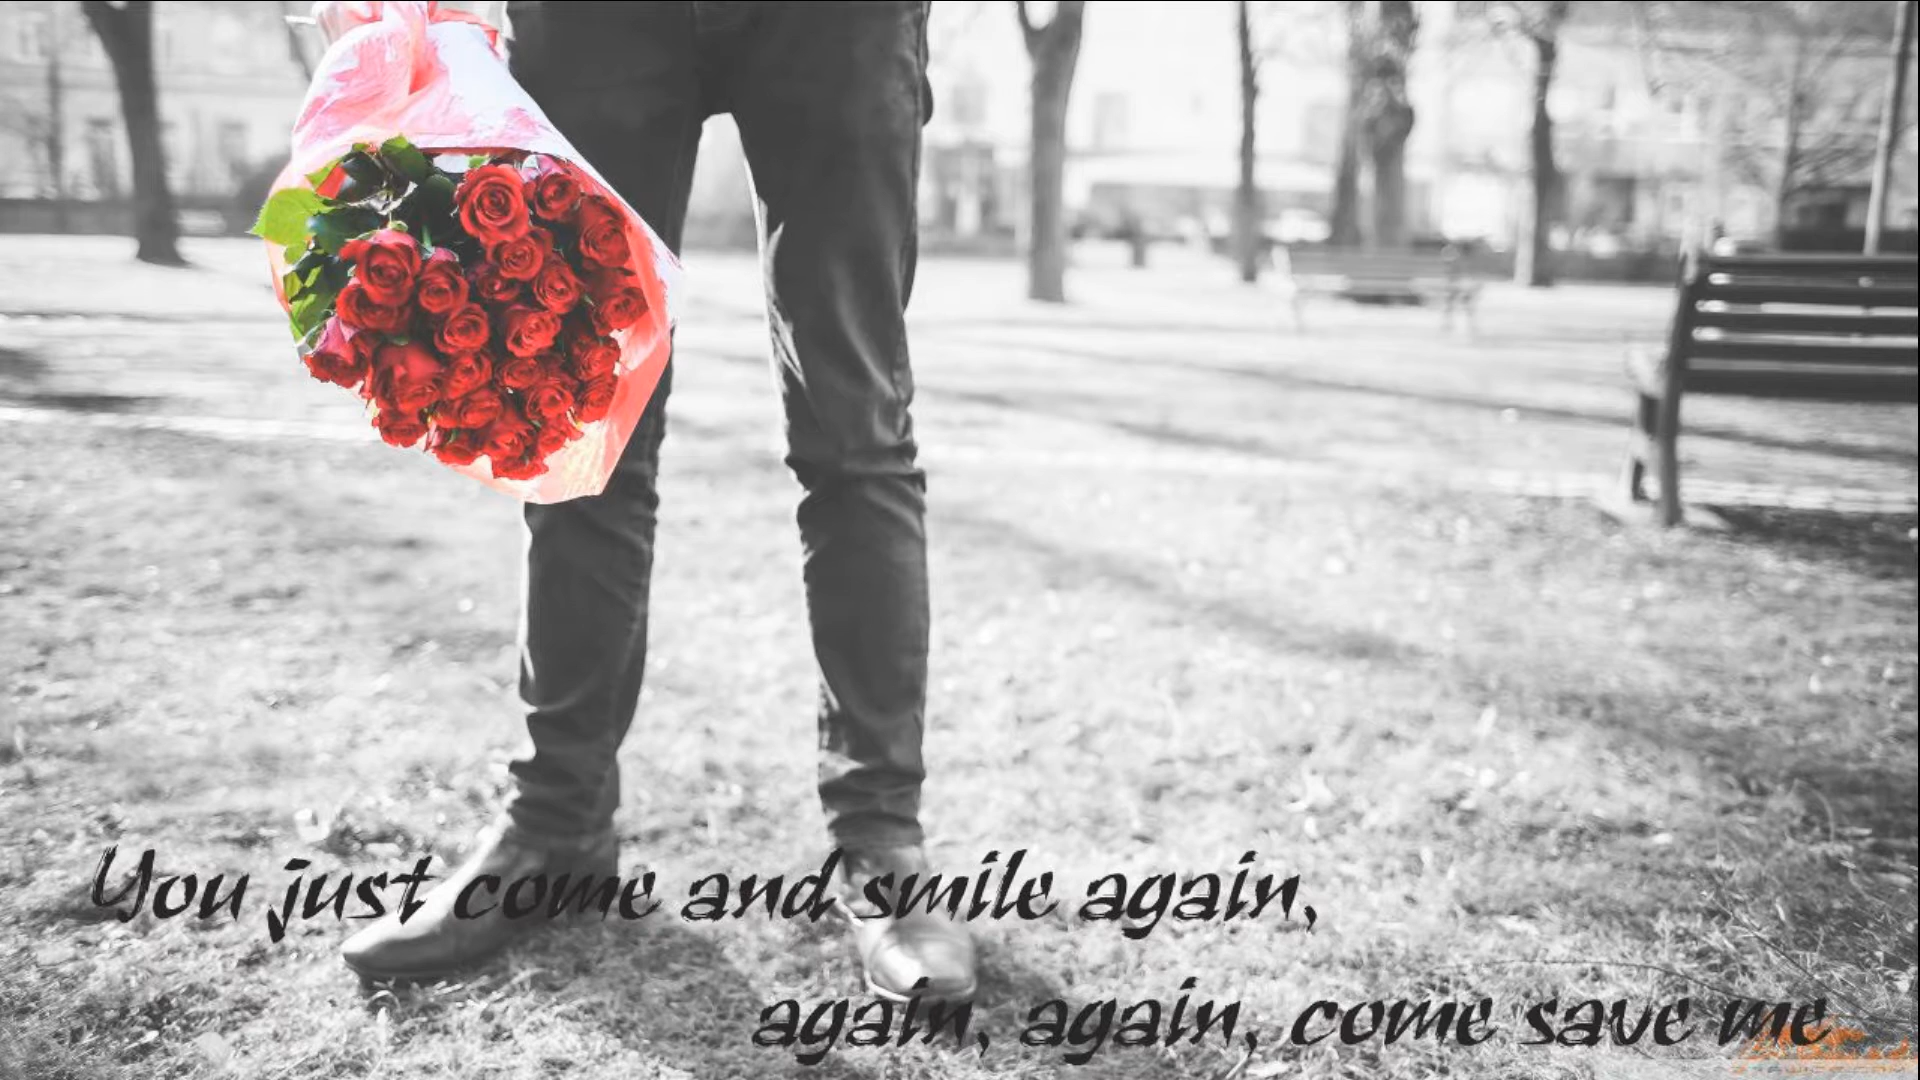 You just come and smile again,
again, again, come save me